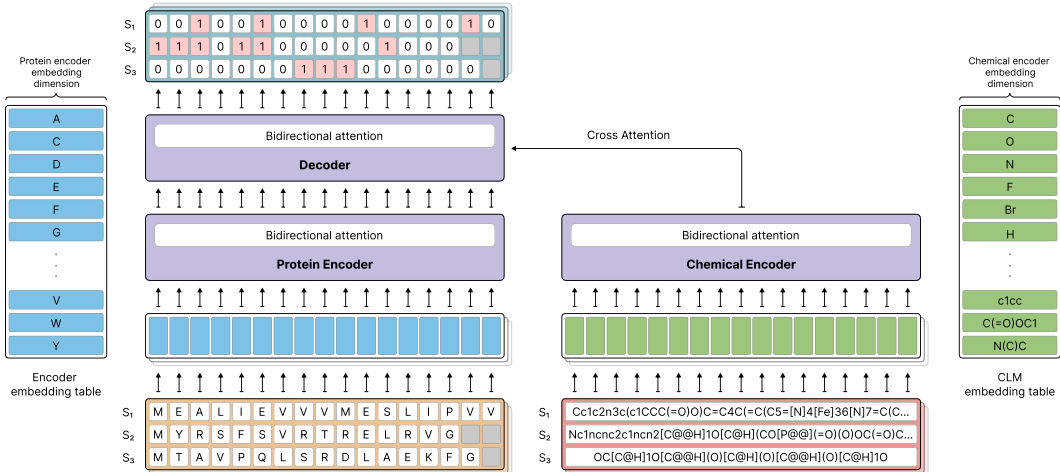 S₁ 0 0 1 0 0 1 0 0 0 0 1 0 0 0 0 1 0
S₂ 1 1 1 0 1 1 0 0 0 0 0 1 0 0 0
S₃ 0 0 0 0 0 0 0 1 1 1 0 0 0 0 0 0
Protein encoder
embedding
dimension
A
C
D
E
F
G
V
W
Y
Encoder
embedding table
Bidirectional attention
Decoder
Cross Attention
Bidirectional attention
Protein Encoder
Bidirectional attention
Chemical Encoder
S₁ M E A L I E V V V M E S L I P V V
S₂ M Y R S F S V R T R E L R V G
S₃ M T A V P Q L S R D L A E K F G
S₁ Cc1c2n3c(c1CCC(=O)O)C=C4C(=C(C5=[N]4[Fe]36[N]7=C(C...
S₂ Nc1ncnc2c1ncn2[C@@H]1O[C@H](CO[P@@](=O)(O)OC(=O)C...
S₃ OC[C@H]1O[C@@H](O)[C@H](O)[C@@H](O)[C@H]1O
Chemical encoder
embedding
dimension
C
O
N
F
Br
H
c1cc
C(=O)OC1
N(C)C
CLM
embedding table